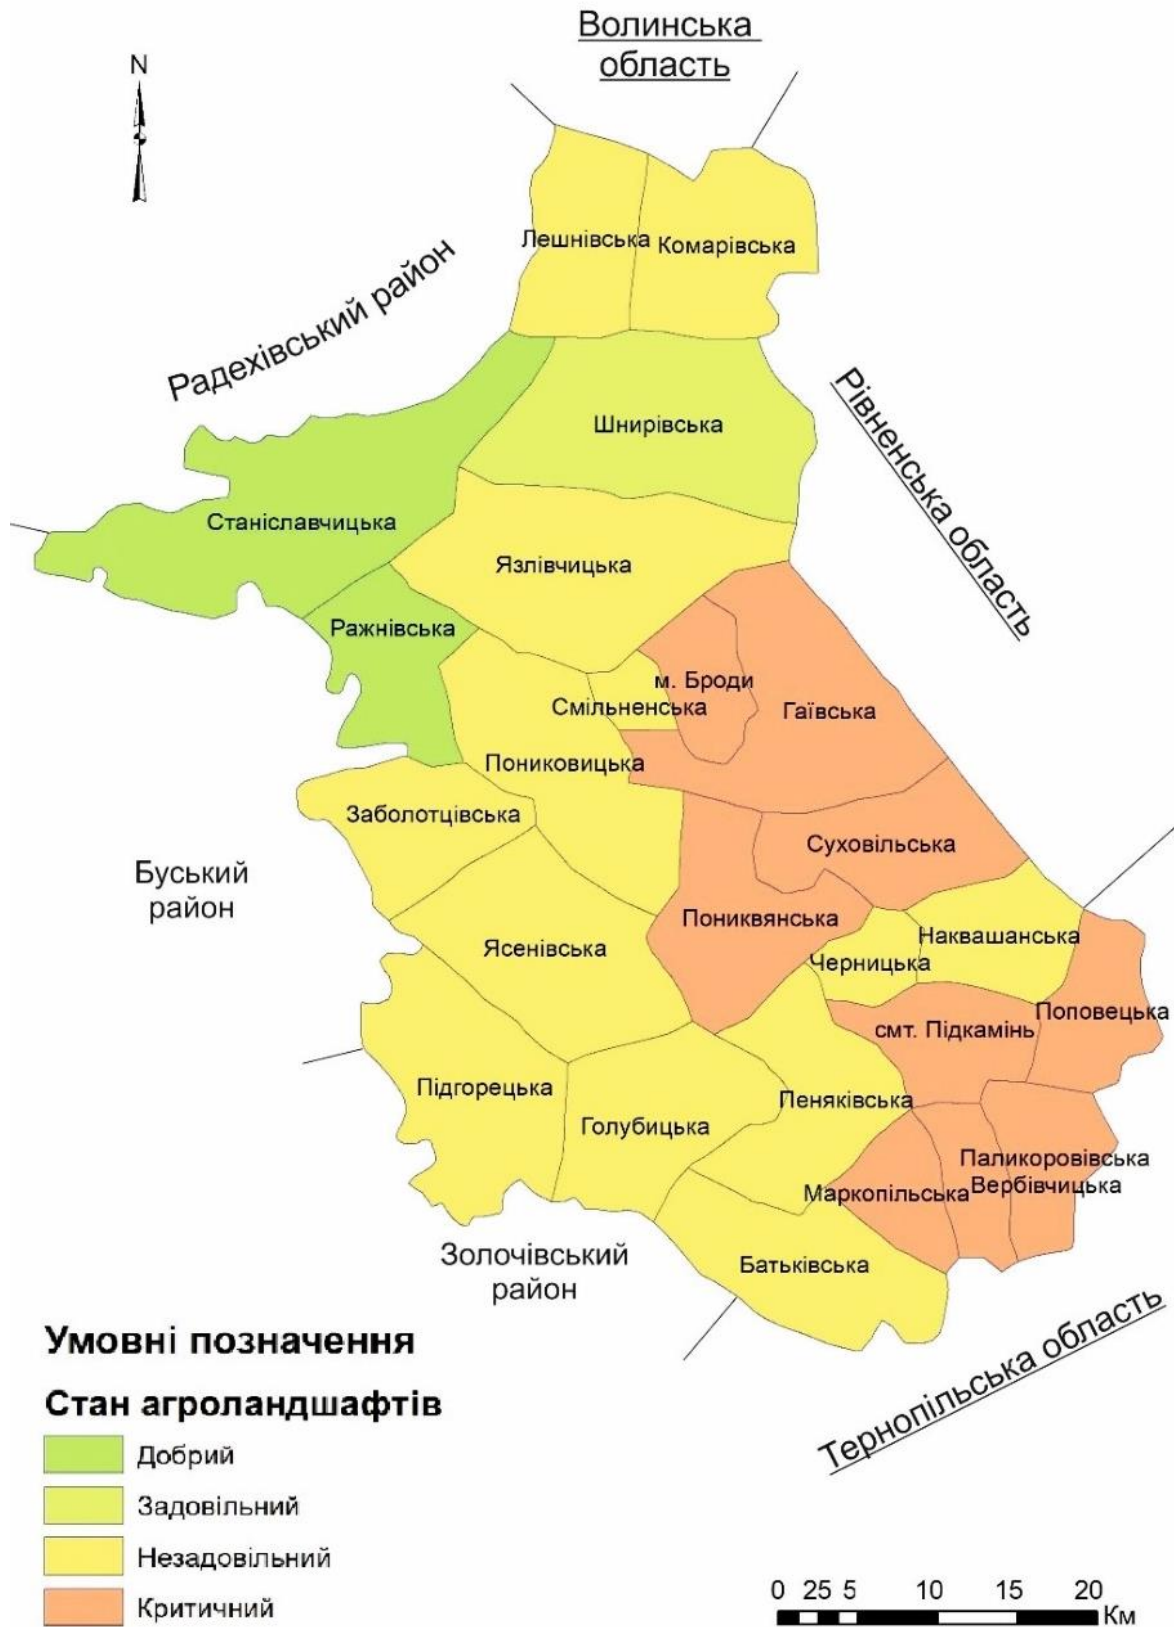 Волинська
область
N
Лешнівська
Комарівська
Радехівський район
Шнирівська
Рівненська область
Станіславчицька
Язлівчицька
Ражнівська
м. Броди
Смільненська
Гаївська
Пониковицька
Заболотцівська
Суховільська
Буський
район
Пониквянська
Наквашанська
Ясенівська
Черницька
Поповецька
смт. Підкамінь
Підгорецька
Пеняківська
Голубицька
Паликоровівська
Маркопільська
Вербівчицька
Золочівський
район
Батьківська
Тернопільська область
Умовні позначення
Стан агроландшафтів
Добрий
Задовільний
Незадовільний
Критичний
0 25 5 10 15 20
Км